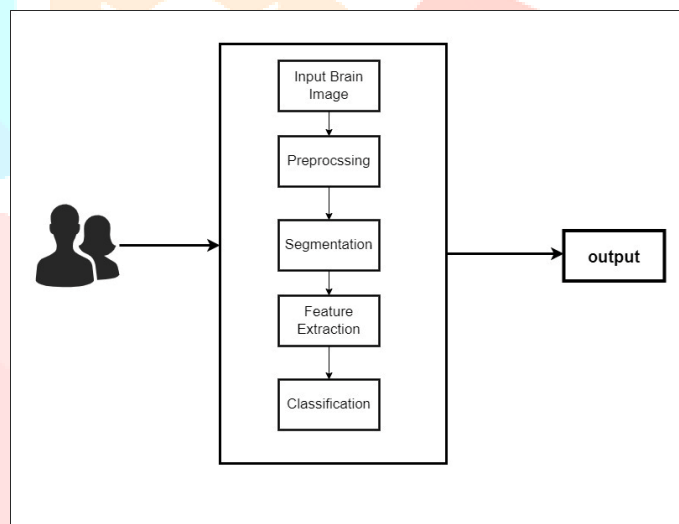 Input Brain
Image
Preprocssing
Segmentation
output
Feature
Extraction
Classification